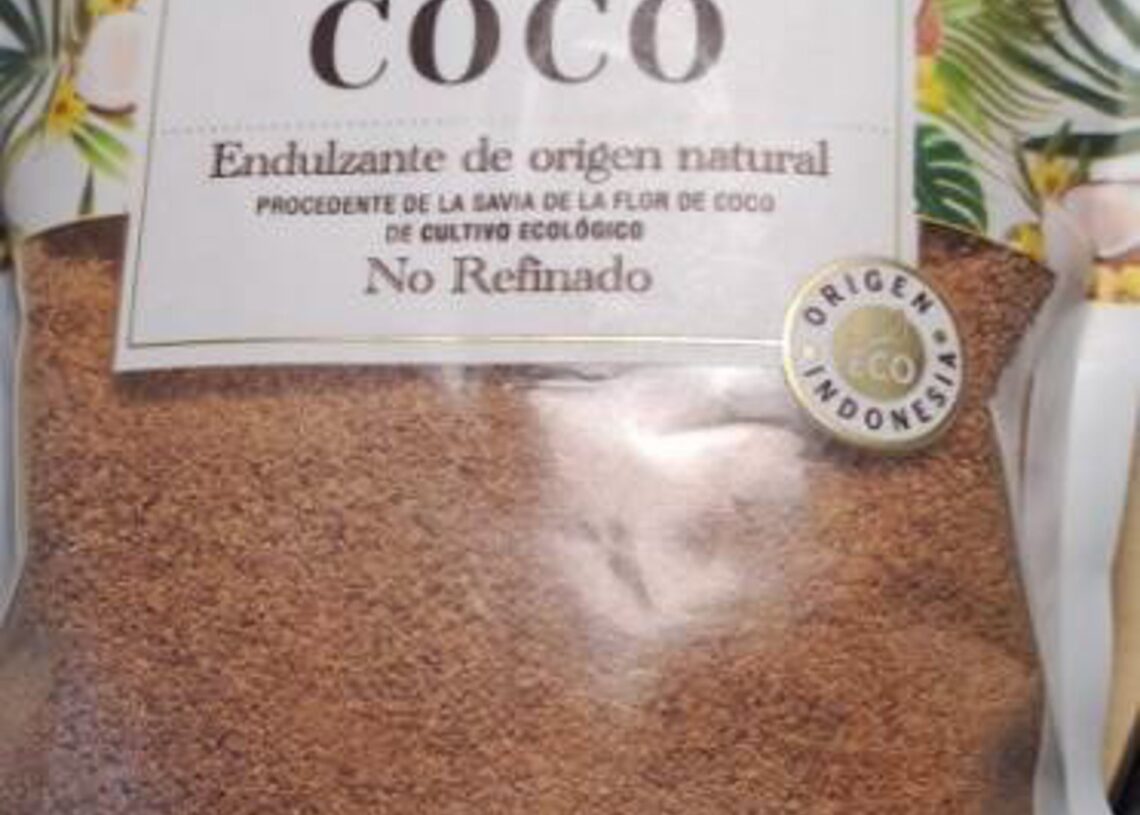 COCO
Endulzante de origen natural
PROCEDENTE DE LA SAVIA DE LA FLOR DE COCO
DE CULTIVO ECOLÓGICO
No Refinado
ORIGEN
ECO
INDONESIA